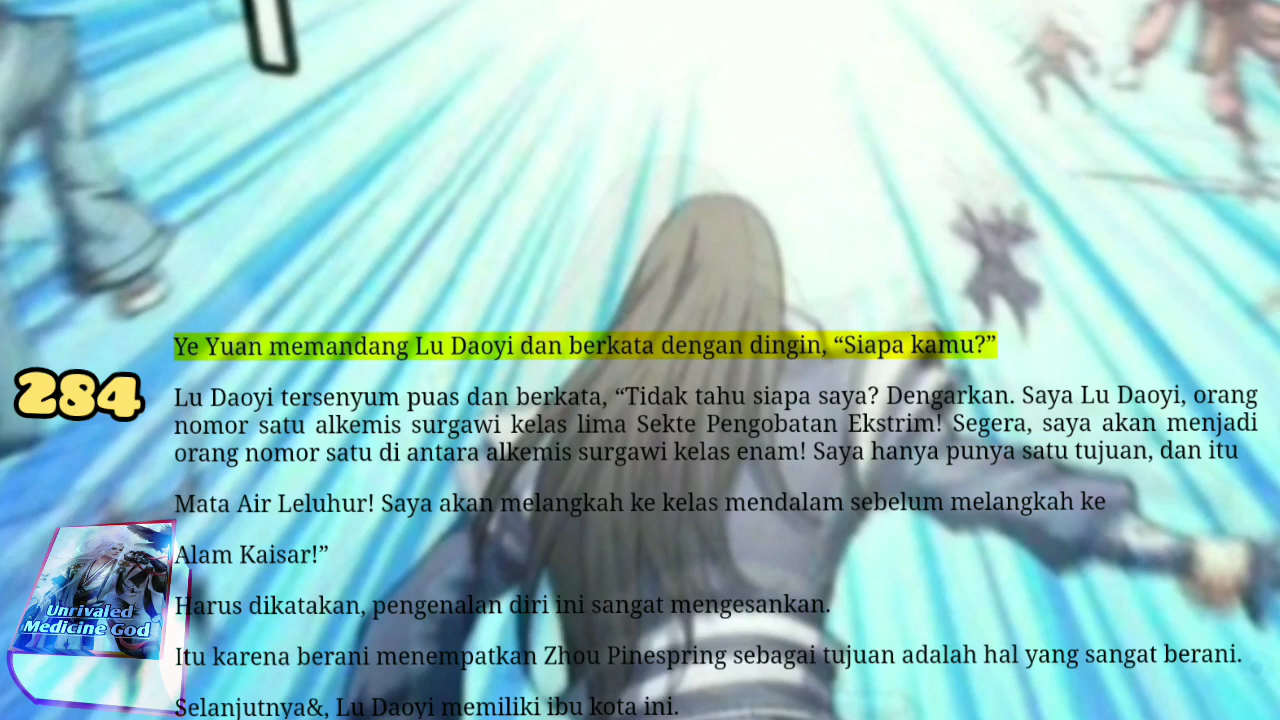 Ye Yuan memandang Lu Daoyi dan berkata dengan dingin, “Siapa kamu?”
284
Lu Daoyi tersenyum puas dan berkata, “Tidak tahu siapa saya? Dengarkan. Saya Lu Daoyi, orang
nomor satu alkemis surgawi kelas lima Sekte Pengobatan Ekstrim! Segera, saya akan menjadi
orang nomor satu di antara alkemis surgawi kelas enam! Saya hanya punya satu tujuan, dan itu
Mata Air Leluhur! Saya akan melangkah ke kelas mendalam sebelum melangkah ke
Alam Kaisar!”
Harus dikatakan, pengenalan diri ini sangat mengesankan.
Unrivaled
Medicine God
Itu karena berani menempatkan Zhou Pinespring sebagai tujuan adalah hal yang sangat berani.
Selanjutnya&, Lu Daoyi memiliki ibu kota ini.